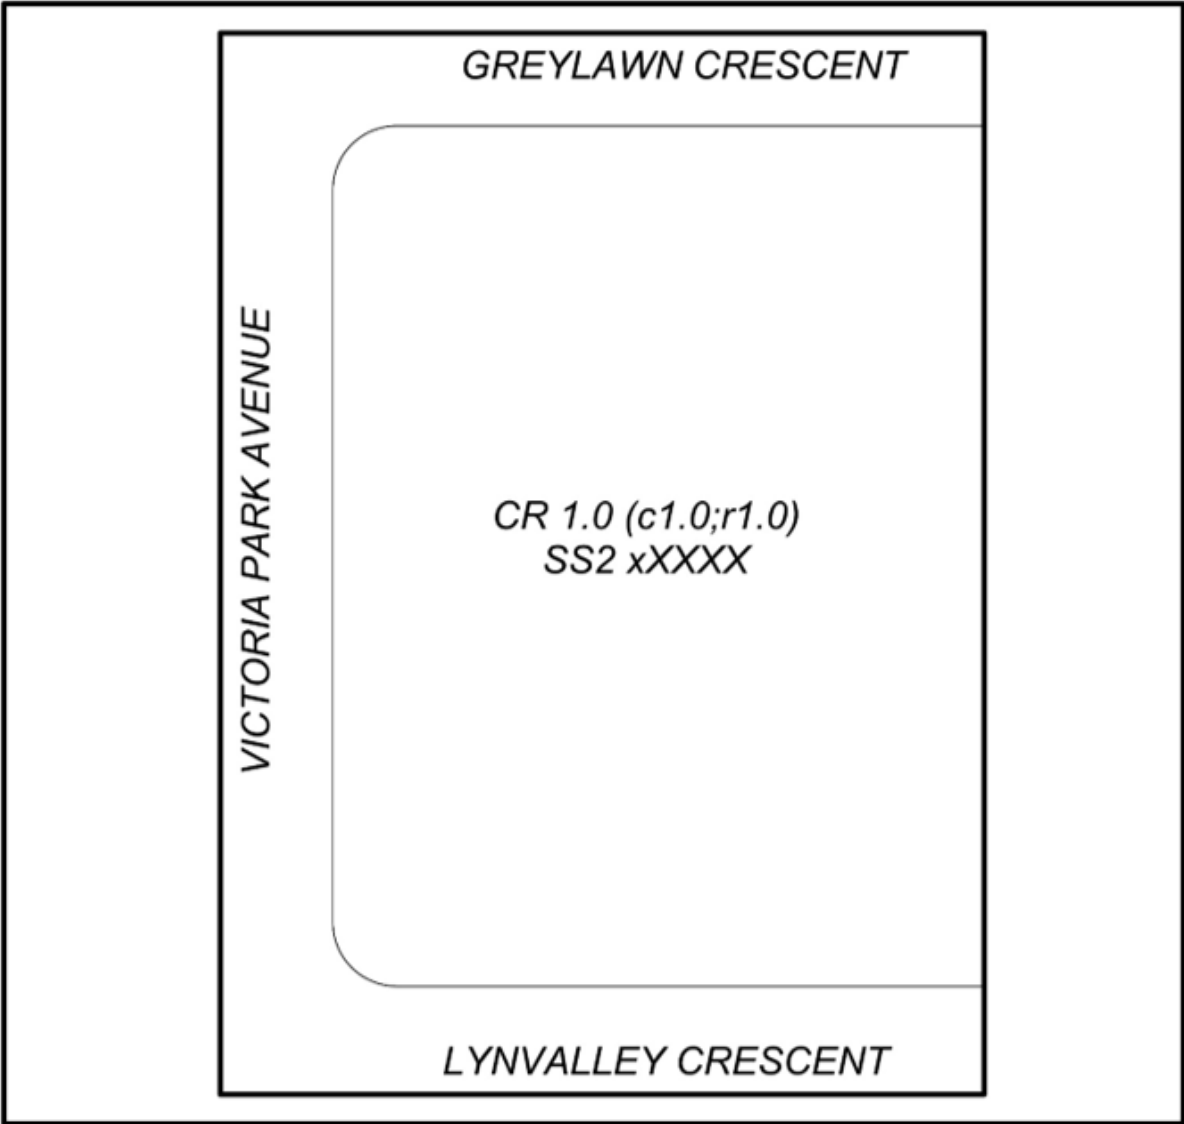 GREYLAWN CRESCENT
VICTORIA PARK AVENUE
CR 1.0 (c1.0;r1.0)
SS2 xXXXX
LYNVALLEY CRESCENT